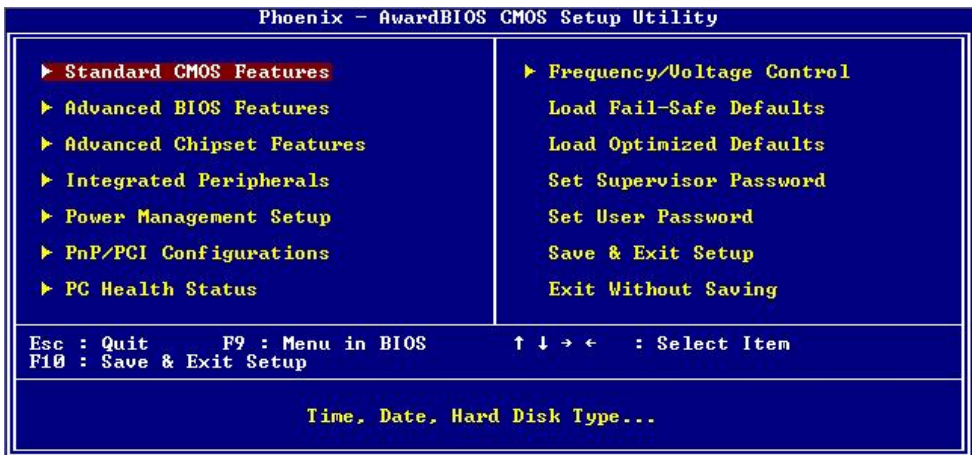 Phoenix - AwardBIOS CMOS Setup Utility
▶ Standard CMOS Features
▶ Advanced BIOS Features
▶ Advanced Chipset Features
▶ Integrated Peripherals
▶ Power Management Setup
▶ PnP/PCI Configurations
▶ PC Health Status
▶ Frequency/Voltage Control
Load Fail-Safe Defaults
Load Optimized Defaults
Set Supervisor Password
Set User Password
Save & Exit Setup
Exit Without Saving
Esc : Quit F9 : Menu in BIOS ↑ ↓ → ← : Select Item
F10 : Save & Exit Setup
Time, Date, Hard Disk Type...